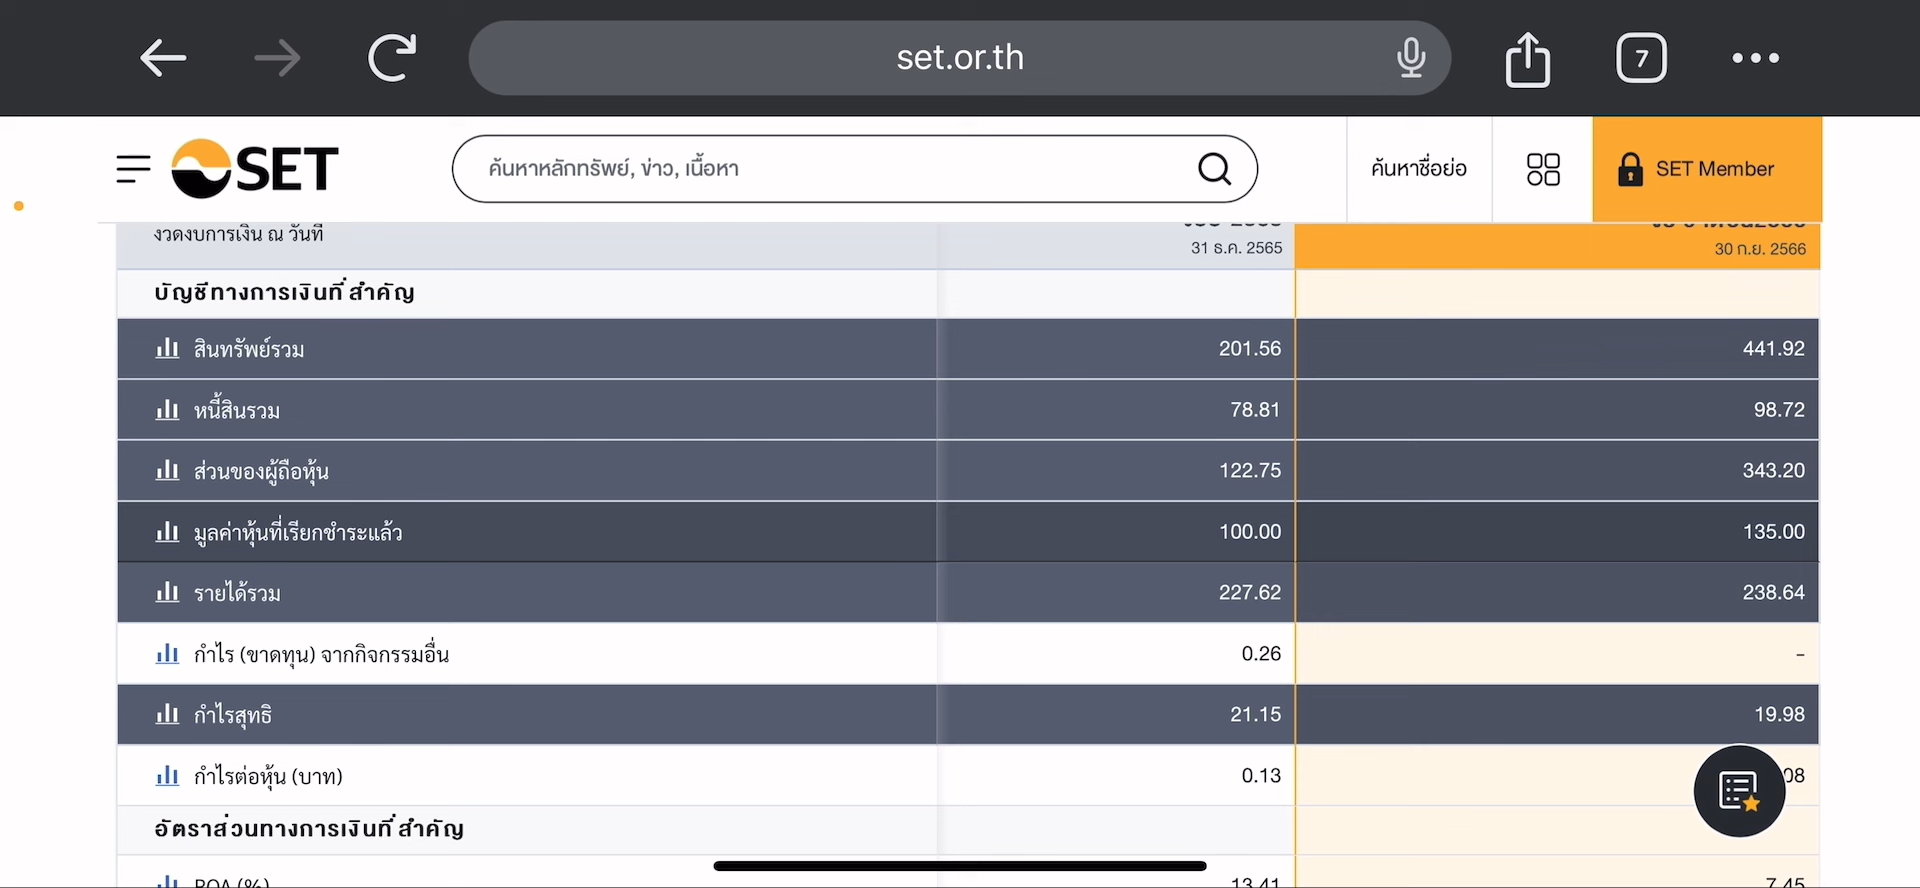 set.or.th
7
SET
ค้นหาหลักทรัพย์, ข่าว, เนื้อหา
ค้นหาชื่อย่อ
SET Member
งวดงบการเงิน ณ วันที่
31 ธ.ค. 2565
30 ก.ย. 2566
บัญชีทางการเงินที่สำคัญ
สินทรัพย์รวม 201.56 441.92
หนี้สินรวม 78.81 98.72
ส่วนของผู้ถือหุ้น 122.75 343.20
มูลค่าหุ้นที่เรียกชำระแล้ว 100.00 135.00
รายได้รวม 227.62 238.64
กำไร (ขาดทุน) จากกิจกรรมอื่น 0.26 -
กำไรสุทธิ 21.15 19.98
กำไรต่อหุ้น (บาท) 0.13 08
อัตราส่วนทางการเงินที่สำคัญ
ROA (%) 13.41 7.45